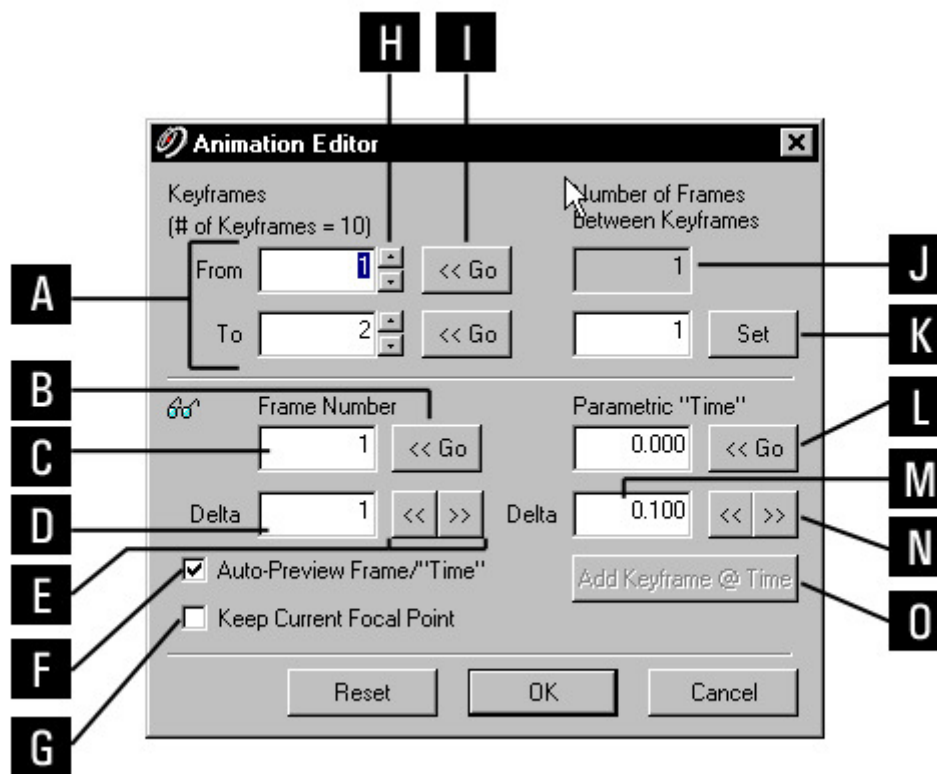 H I
Animation Editor
Keyframes
(# of Keyframes = 10)
Number of Frames
between Keyframes
A
From 1 << Go 1
J
To 2 << Go 1 Set
K
B
Frame Number
Parametric "Time"
L
C
1 << Go 0.000 << Go
M
D
Delta 1 << >> Delta 0.100 << >>
N
E
Auto-Preview Frame/"Time"
Add Keyframe @ Time
O
F
Keep Current Focal Point
G
Reset OK Cancel